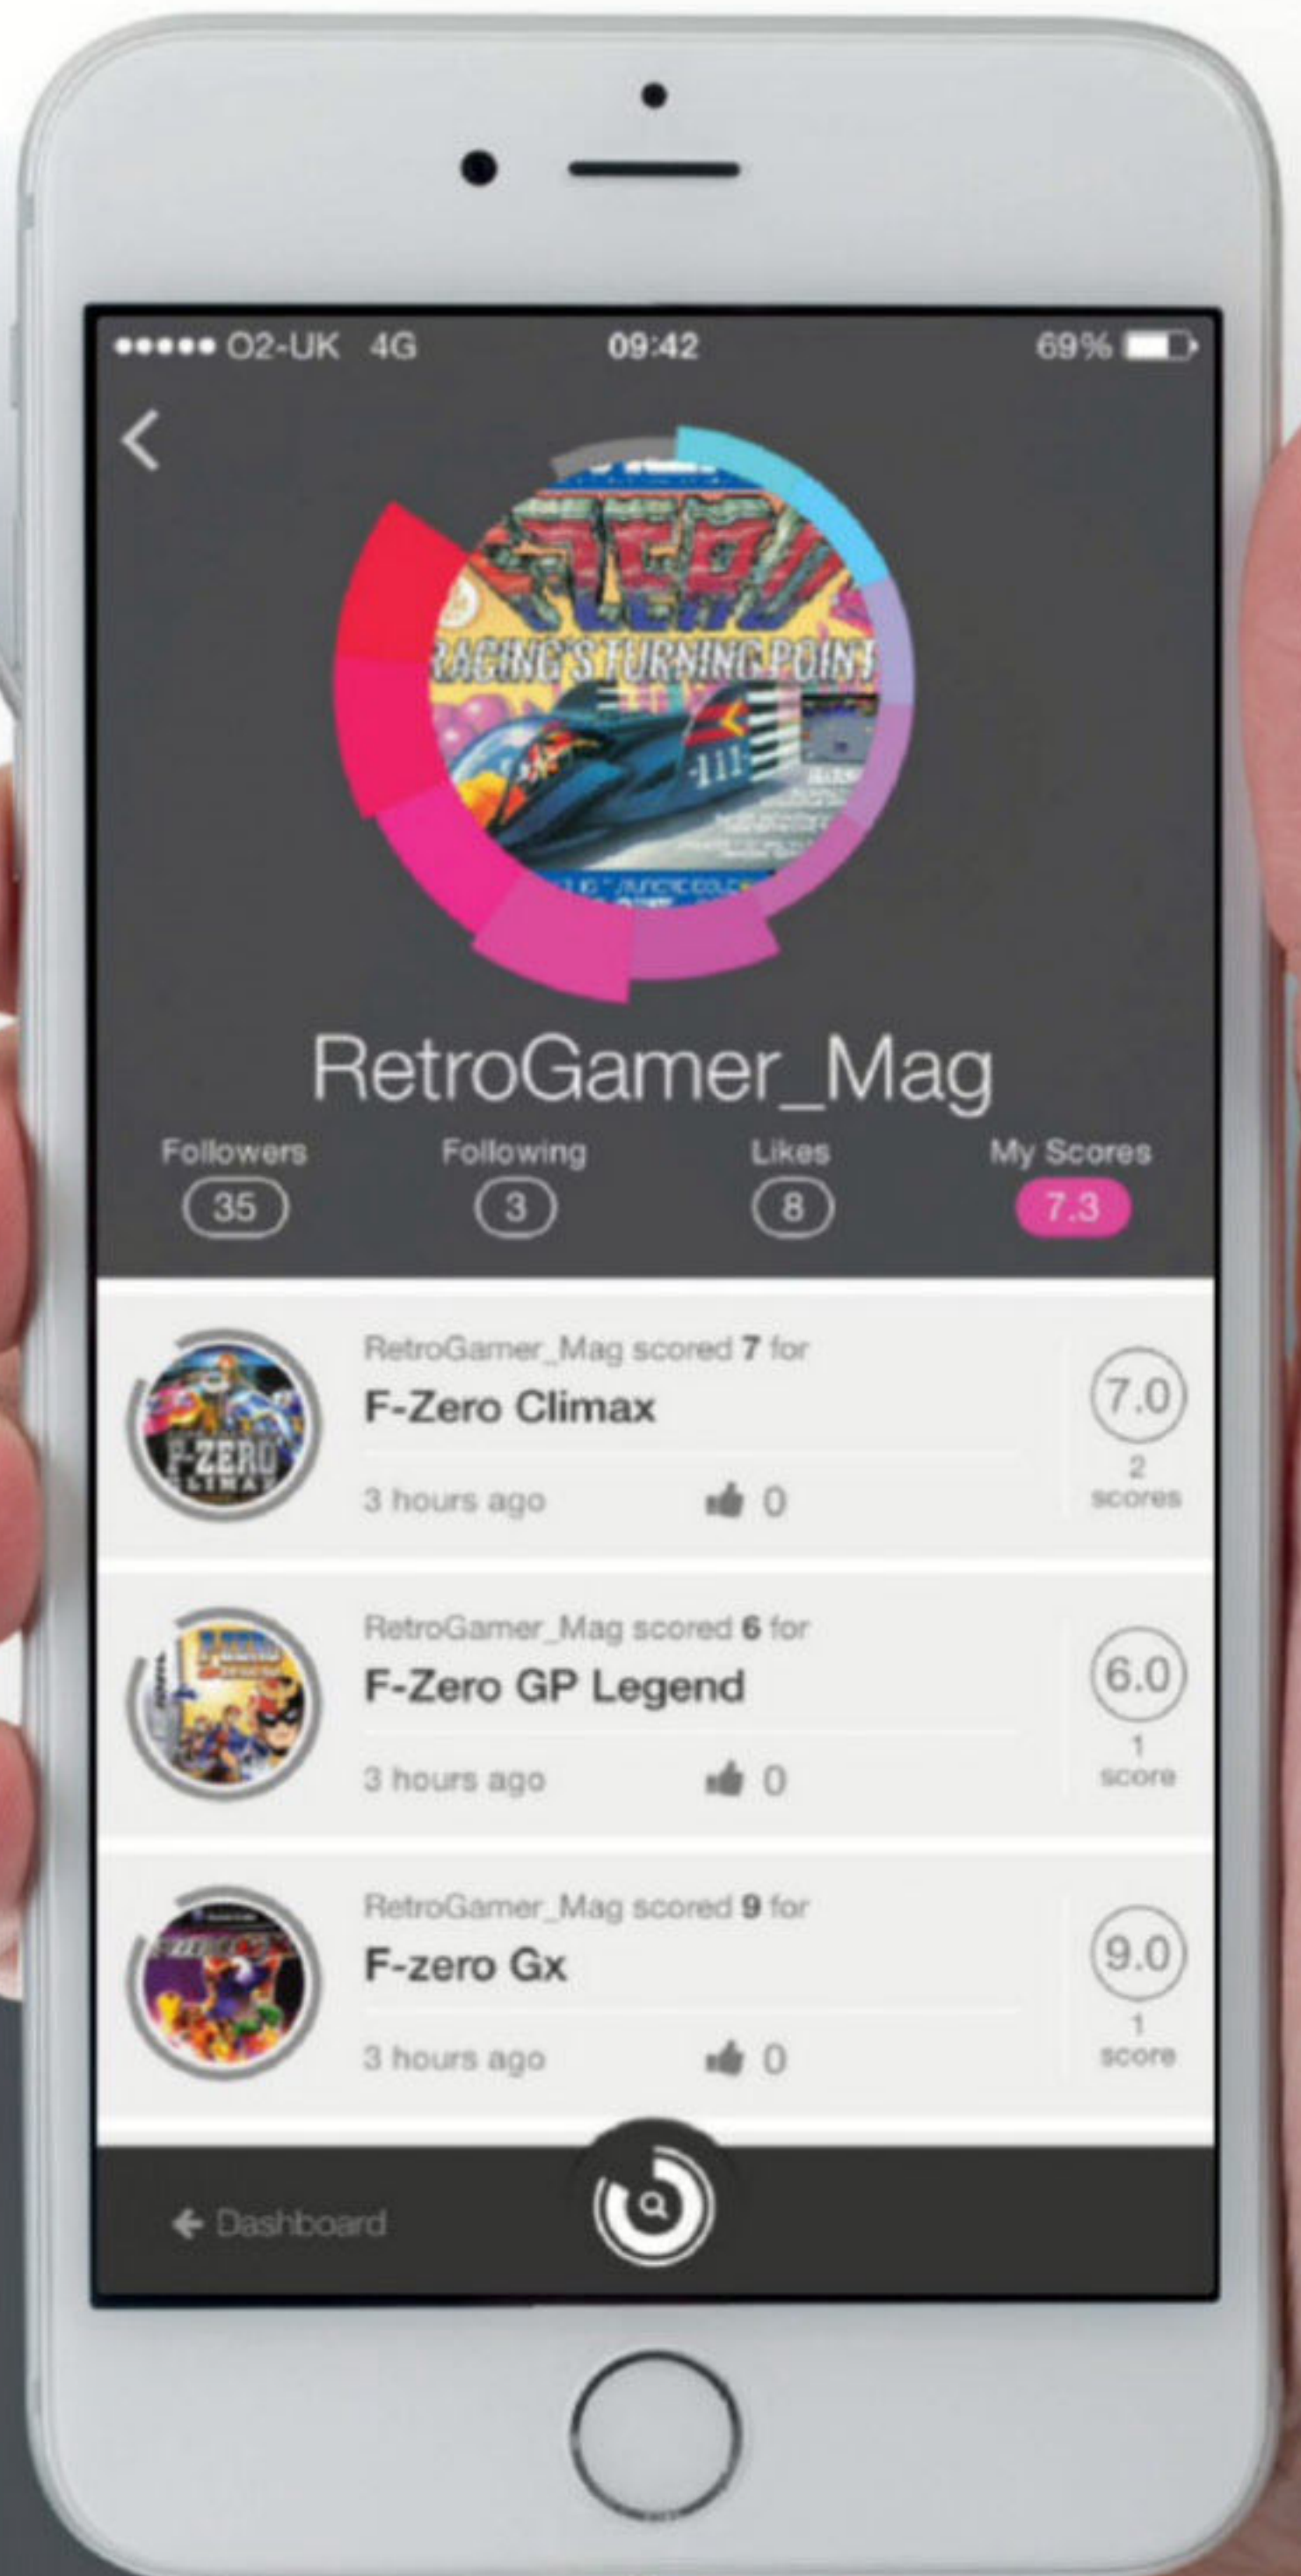 O2-UK 4G 09:42 69%
RACING'S TURNING POINT
111
RetroGamer_Mag
Followers Following Likes My Scores
35 3 8 7.3
RetroGamer_Mag scored 7 for
F-Zero Climax
3 hours ago 0
7.0
2
scores
F-ZERO
CLIMAX
RetroGamer_Mag scored 6 for
F-Zero GP Legend
3 hours ago 0
6.0
1
score
RetroGamer_Mag scored 9 for
F-zero Gx
3 hours ago 0
9.0
1
score
Dashboard